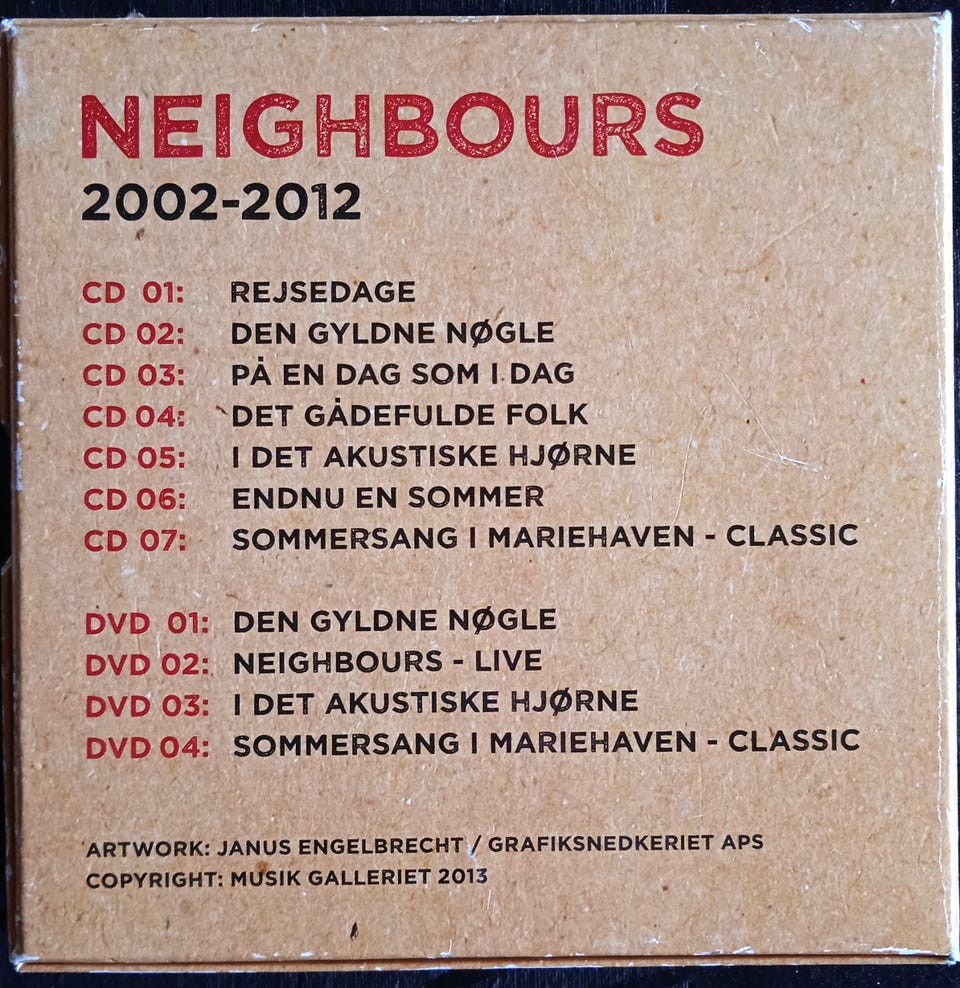 NEIGHBOURS
2002-2012
CD 01: REJSEDAGE
CD 02: DEN GYLDNE NØGLE
CD 03: PÅ EN DAG SOM I DAG
CD 04: DET GÅDEFULDE FOLK
CD 05: I DET AKUSTISKE HJØRNE
CD 06: ENDNU EN SOMMER
CD 07: SOMMERSANG I MARIEHAVEN - CLASSIC
DVD 01: DEN GYLDNE NØGLE
DVD 02: NEIGHBOURS - LIVE
DVD 03: I DET AKUSTISKE HJØRNE
DVD 04: SOMMERSANG I MARIEHAVEN - CLASSIC
ARTWORK: JANUS ENGELBRECHT / GRAFIKSNEDKERIET APS
COPYRIGHT: MUSIK GALLERIET 2013